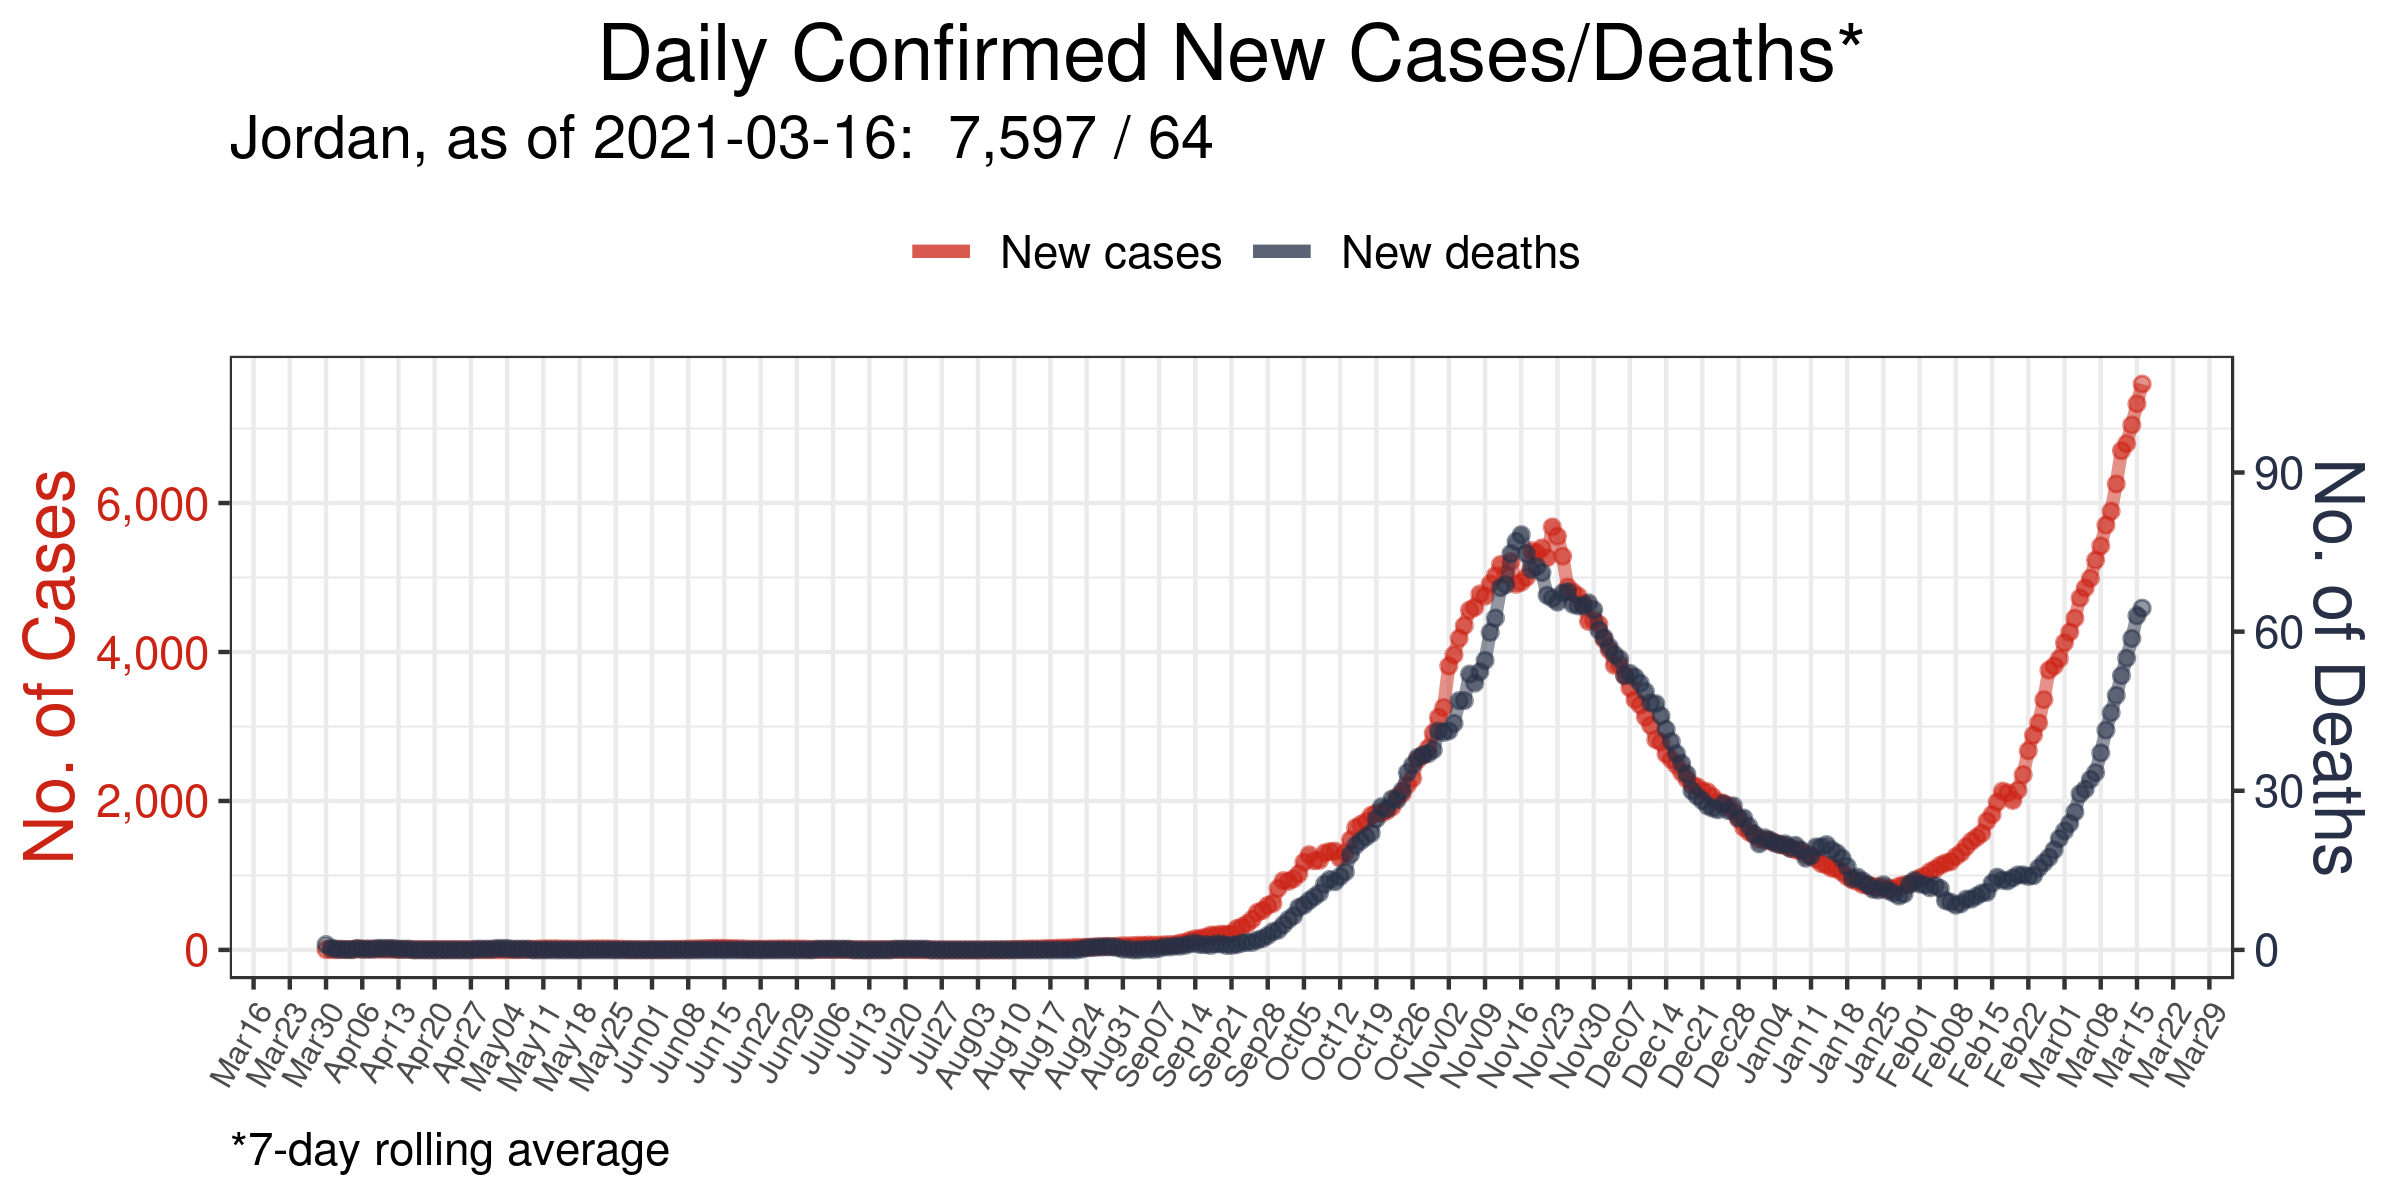 Daily Confirmed New Cases/Deaths*
Jordan, as of 2021-03-16:  7,597 / 64
New cases
New deaths
No. of Cases
6,000
4,000
2,000
0
90
60
30
0
No. of Deaths
Mar16
Mar23
Mar30
Apr06
Apr13
Apr20
Apr27
May04
May11
May18
May25
Jun01
Jun08
Jun15
Jun22
Jun29
Jul06
Jul13
Jul20
Jul27
Aug03
Aug10
Aug17
Aug24
Aug31
Sep07
Sep14
Sep21
Sep28
Oct05
Oct12
Oct19
Oct26
Nov02
Nov09
Nov16
Nov23
Nov30
Dec07
Dec14
Dec21
Dec28
Jan04
Jan11
Jan18
Jan25
Feb01
Feb08
Feb15
Feb22
Mar01
Mar08
Mar15
Mar22
Mar29
*7-day rolling average